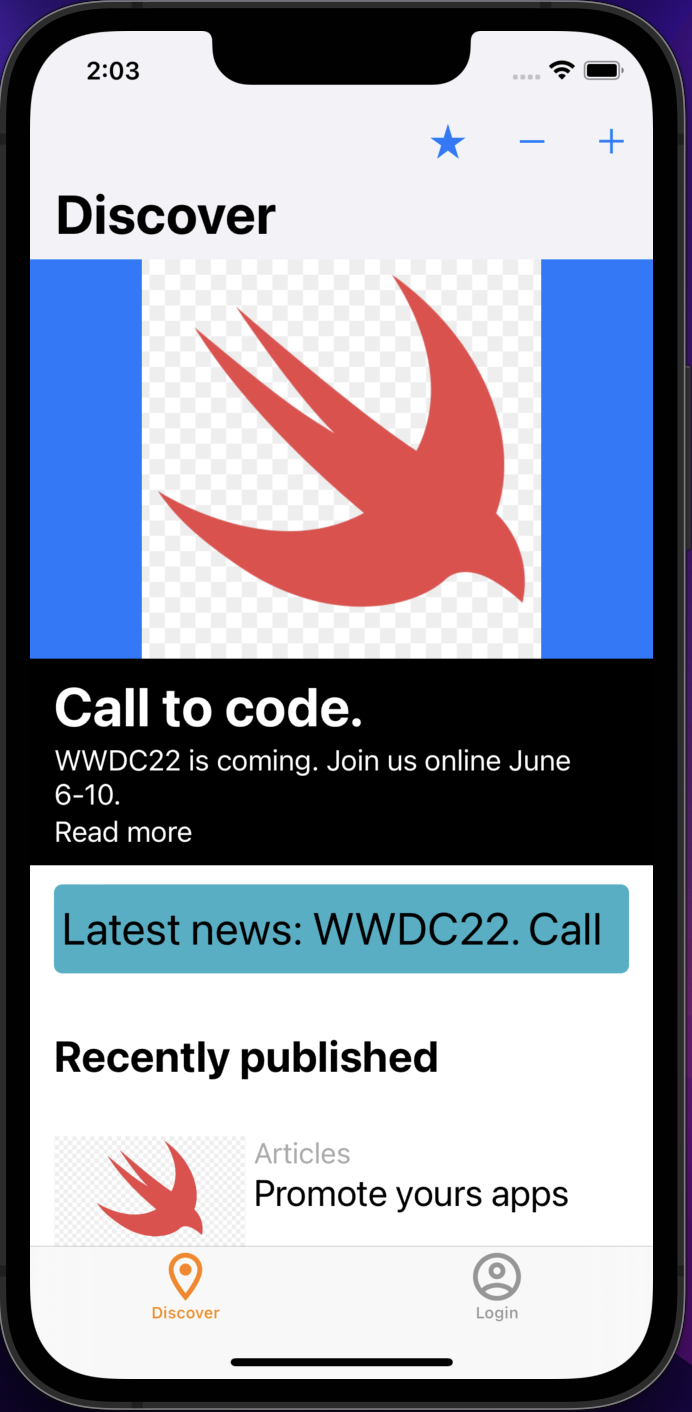 2:03
Discover
Call to code.
WWDC22 is coming. Join us online June
6-10.
Read more
Latest news: WWDC22. Call
Recently published
Articles
Promote yours apps
Discover
Login